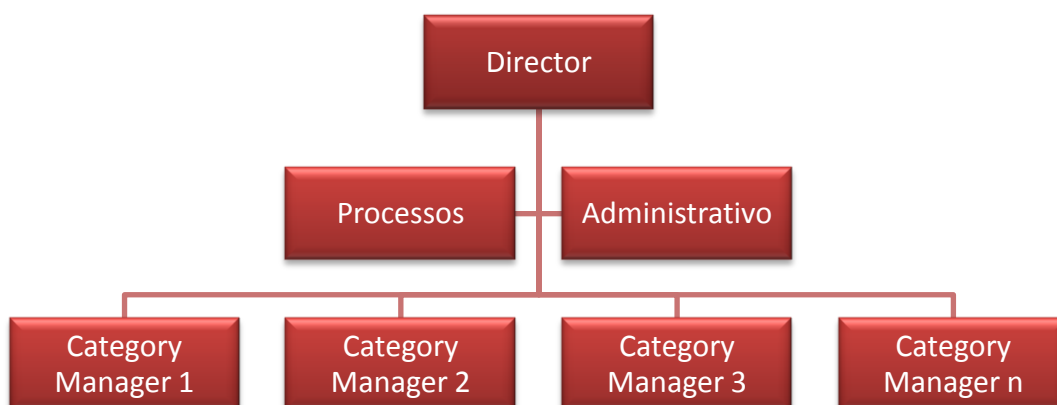 Director
Processos
Administrativo
Category
Manager 1
Category
Manager 2
Category
Manager 3
Category
Manager n